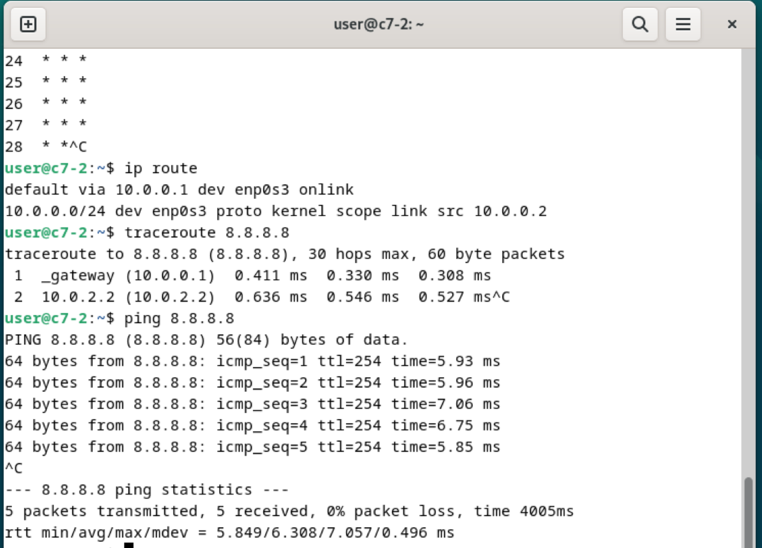 user@c7-2: ~
24  * * *
25  * * *
26  * * *
27  * * *
28  * *^C
user@c7-2:~$ ip route
default via 10.0.0.1 dev enp0s3 onlink
10.0.0.0/24 dev enp0s3 proto kernel scope link src 10.0.0.2
user@c7-2:~$ traceroute 8.8.8.8
traceroute to 8.8.8.8 (8.8.8.8), 30 hops max, 60 byte packets
 1  _gateway (10.0.0.1)  0.411 ms  0.330 ms  0.308 ms
 2  10.0.2.2 (10.0.2.2)  0.636 ms  0.546 ms  0.527 ms^C
user@c7-2:~$ ping 8.8.8.8
PING 8.8.8.8 (8.8.8.8) 56(84) bytes of data.
64 bytes from 8.8.8.8: icmp_seq=1 ttl=254 time=5.93 ms
64 bytes from 8.8.8.8: icmp_seq=2 ttl=254 time=5.96 ms
64 bytes from 8.8.8.8: icmp_seq=3 ttl=254 time=7.06 ms
64 bytes from 8.8.8.8: icmp_seq=4 ttl=254 time=6.75 ms
64 bytes from 8.8.8.8: icmp_seq=5 ttl=254 time=5.85 ms
^C
--- 8.8.8.8 ping statistics ---
5 packets transmitted, 5 received, 0% packet loss, time 4005ms
rtt min/avg/max/mdev = 5.849/6.308/7.057/0.496 ms